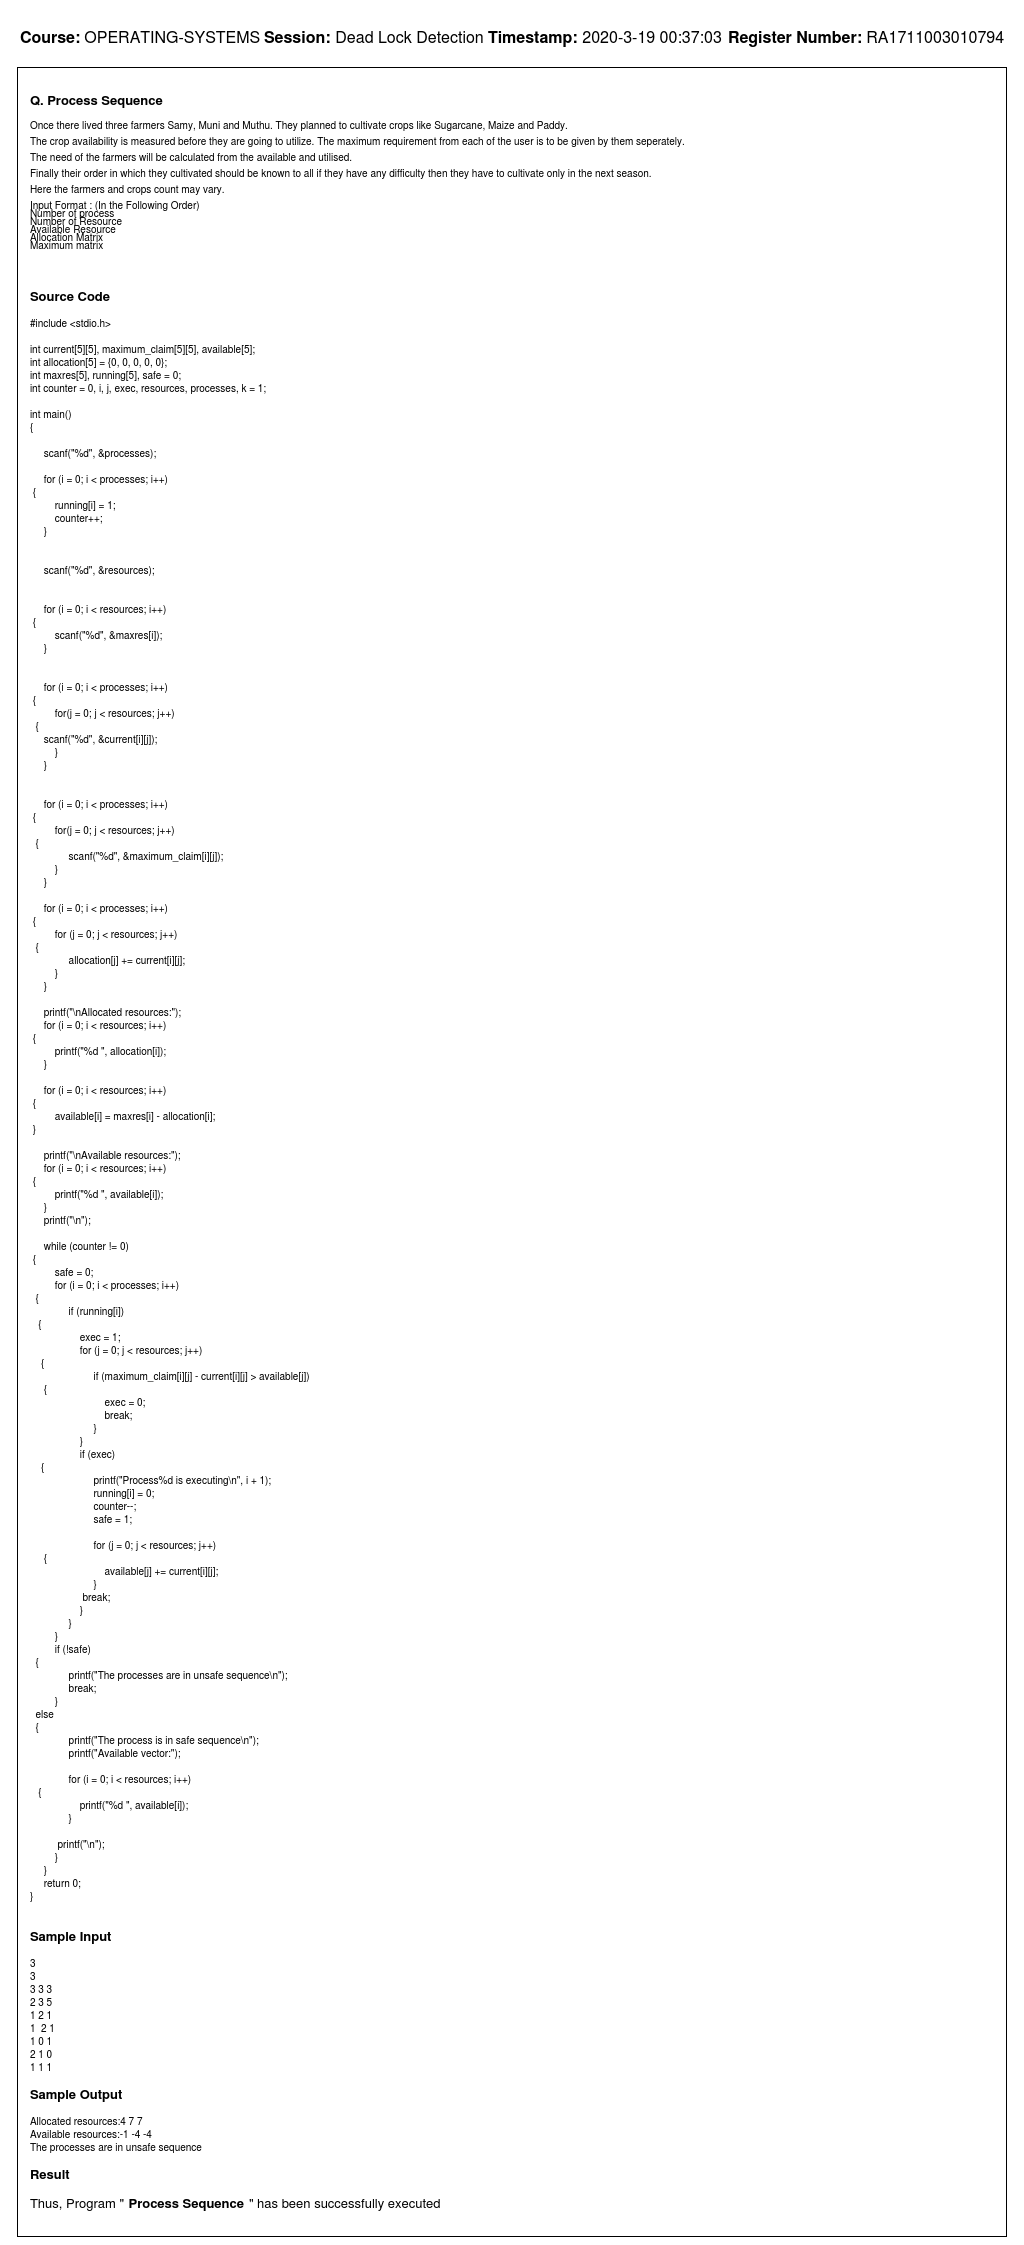 Course: OPERATING-SYSTEMS Session: Dead Lock Detection Timestamp: 2020-3-19 00:37:03 Register Number: RA1711003010794
Q. Process Sequence
Once there lived three farmers Samy, Muni and Muthu. They planned to cultivate crops like Sugarcane, Maize and Paddy.
The crop availability is measured before they are going to utilize. The maximum requirement from each of the user is to be given by them seperately.
The need of the farmers will be calculated from the available and utilised.
Finally their order in which they cultivated should be known to all if they have any difficulty then they have to cultivate only in the next season.
Here the farmers and crops count may vary.
Input Format : (In the Following Order)
Number of process
Number of Resource
Available Resource
Allocation Matrix
Maximum matrix
Source Code
#include <stdio.h>
int current[5][5], maximum_claim[5][5], available[5];
int allocation[5] = {0, 0, 0, 0, 0};
int maxres[5], running[5], safe = 0;
int counter = 0, i, j, exec, resources, processes, k = 1;
int main()
{
scanf("%d", &processes);
for (i = 0; i < processes; i++)
{
running[i] = 1;
counter++;
}
scanf("%d", &resources);
for (i = 0; i < resources; i++)
{
scanf("%d", &maxres[i]);
}
for (i = 0; i < processes; i++)
{
for(j = 0; j < resources; j++)
{
scanf("%d", &current[i][j]);
}
}
for (i = 0; i < processes; i++)
{
for(j = 0; j < resources; j++)
{
scanf("%d", &maximum_claim[i][j]);
}
}
for (i = 0; i < processes; i++)
{
for (j = 0; j < resources; j++)
{
allocation[j] += current[i][j];
}
}
printf("\nAllocated resources:");
for (i = 0; i < resources; i++)
{
printf("%d ", allocation[i]);
}
for (i = 0; i < resources; i++)
{
available[i] = maxres[i] - allocation[i];
}
printf("\nAvailable resources:");
for (i = 0; i < resources; i++)
{
printf("%d ", available[i]);
}
printf("\n");
while (counter != 0)
{
safe = 0;
for (i = 0; i < processes; i++)
{
if (running[i])
{
exec = 1;
for (j = 0; j < resources; j++)
{
if (maximum_claim[i][j] - current[i][j] > available[j])
{
exec = 0;
break;
}
}
if (exec)
{
printf("Process%d is executing\n", i + 1);
running[i] = 0;
counter--;
safe = 1;
for (j = 0; j < resources; j++)
{
available[j] += current[i][j];
}
break;
}
}
}
if (!safe)
{
printf("The processes are in unsafe sequence\n");
break;
}
else
{
printf("The process is in safe sequence\n");
printf("Available vector:");
for (i = 0; i < resources; i++)
{
printf("%d ", available[i]);
}
printf("\n");
}
}
return 0;
}
Sample Input
3
3
3 3 3
2 3 5
1 2 1
1  2 1
1 0 1
2 1 0
1 1 1
Sample Output
Allocated resources:4 7 7
Available resources:-1 -4 -4
The processes are in unsafe sequence
Result
Thus, Program " Process Sequence " has been successfully executed